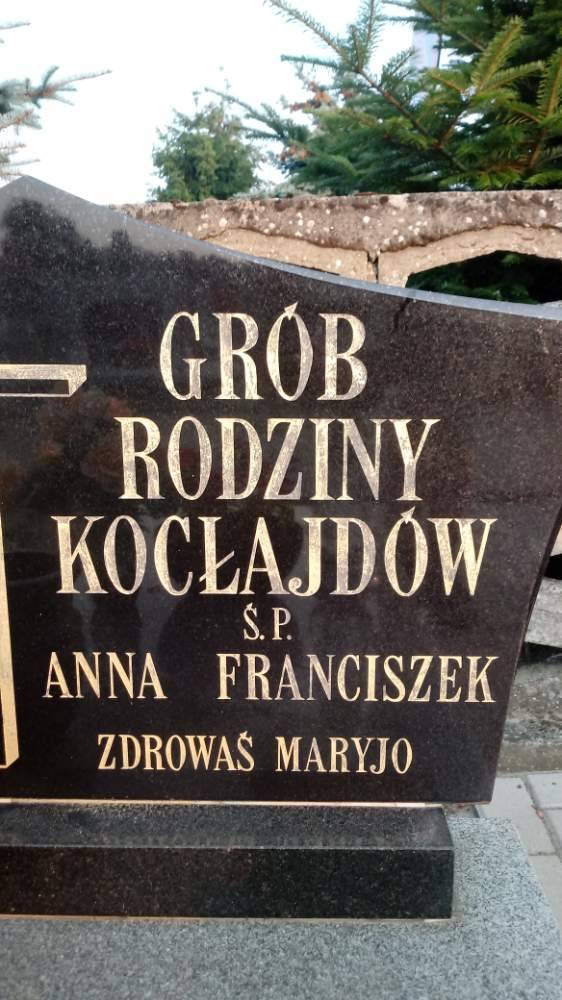 GRÓB
RODZINY
KOCŁAJDÓW
Ś.P.
ANNA FRANCISZEK
ZDROWAŚ MARYJO